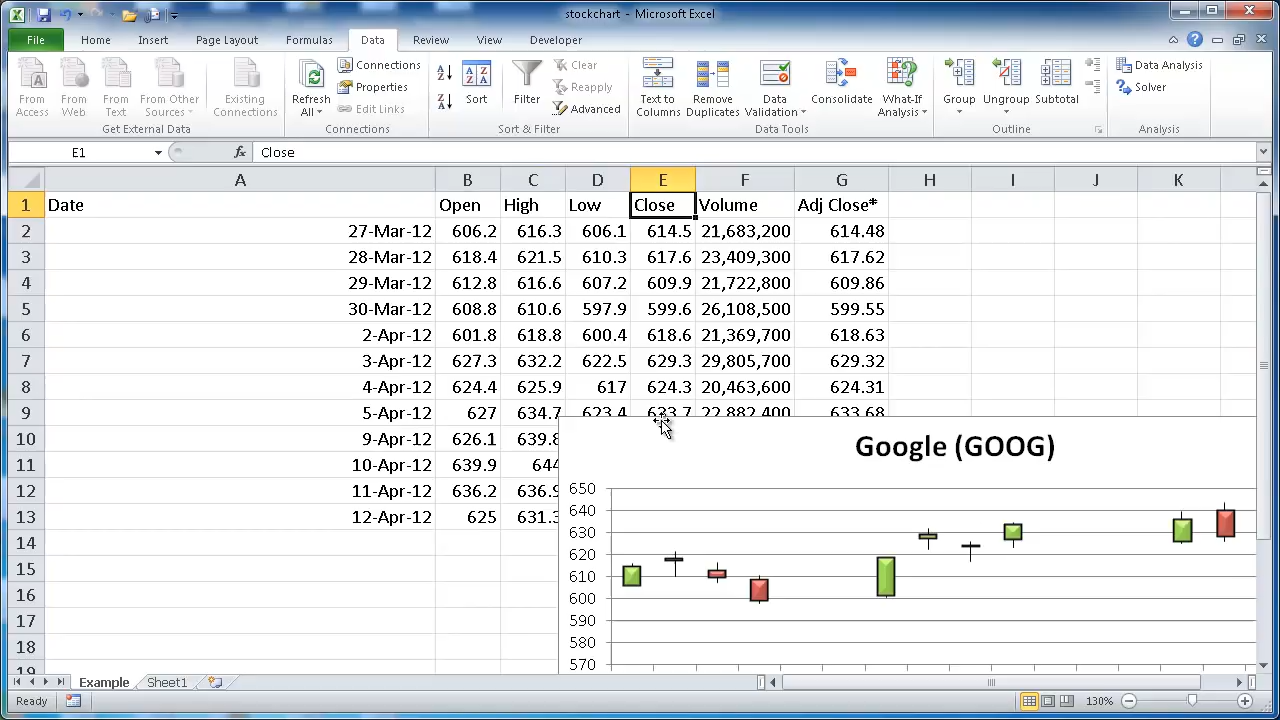 stockchart - Microsoft Excel
File Home Insert Page Layout Formulas Data Review View Developer
From Access From Web From Text From Other Sources Existing Connections
Refresh All Connections Properties Edit Links
Sort Filter Clear Reapply Advanced
Text to Columns Remove Duplicates Data Validation Consolidate What-If Analysis
Group Ungroup Subtotal Data Analysis Solver
Get External Data Connections Sort & Filter Data Tools Outline Analysis
E1 fx Close
A B C D E F G H I J K
1 Date Open High Low Close Volume Adj Close*
2 27-Mar-12 606.2 616.3 606.1 614.5 21,683,200 614.48
3 28-Mar-12 618.4 621.5 610.3 617.6 23,409,300 617.62
4 29-Mar-12 612.8 616.6 607.2 609.9 21,722,800 609.86
5 30-Mar-12 608.8 610.6 597.9 599.6 26,108,500 599.55
6 2-Apr-12 601.8 618.8 600.4 618.6 21,369,700 618.63
7 3-Apr-12 627.3 632.2 622.5 629.3 29,805,700 629.32
8 4-Apr-12 624.4 625.9 617 624.3 20,463,600 624.31
9 5-Apr-12 627 634.7 623.4 22,882,400 633.68
10 9-Apr-12 626.1 639.8
11 10-Apr-12 639.9 644
12 11-Apr-12 636.2 636.9
13 12-Apr-12 625 631.3
14
15
16
17
18
19
Google (GOOG)
650
640
630
620
610
600
590
580
570
Example Sheet1
Ready 130%